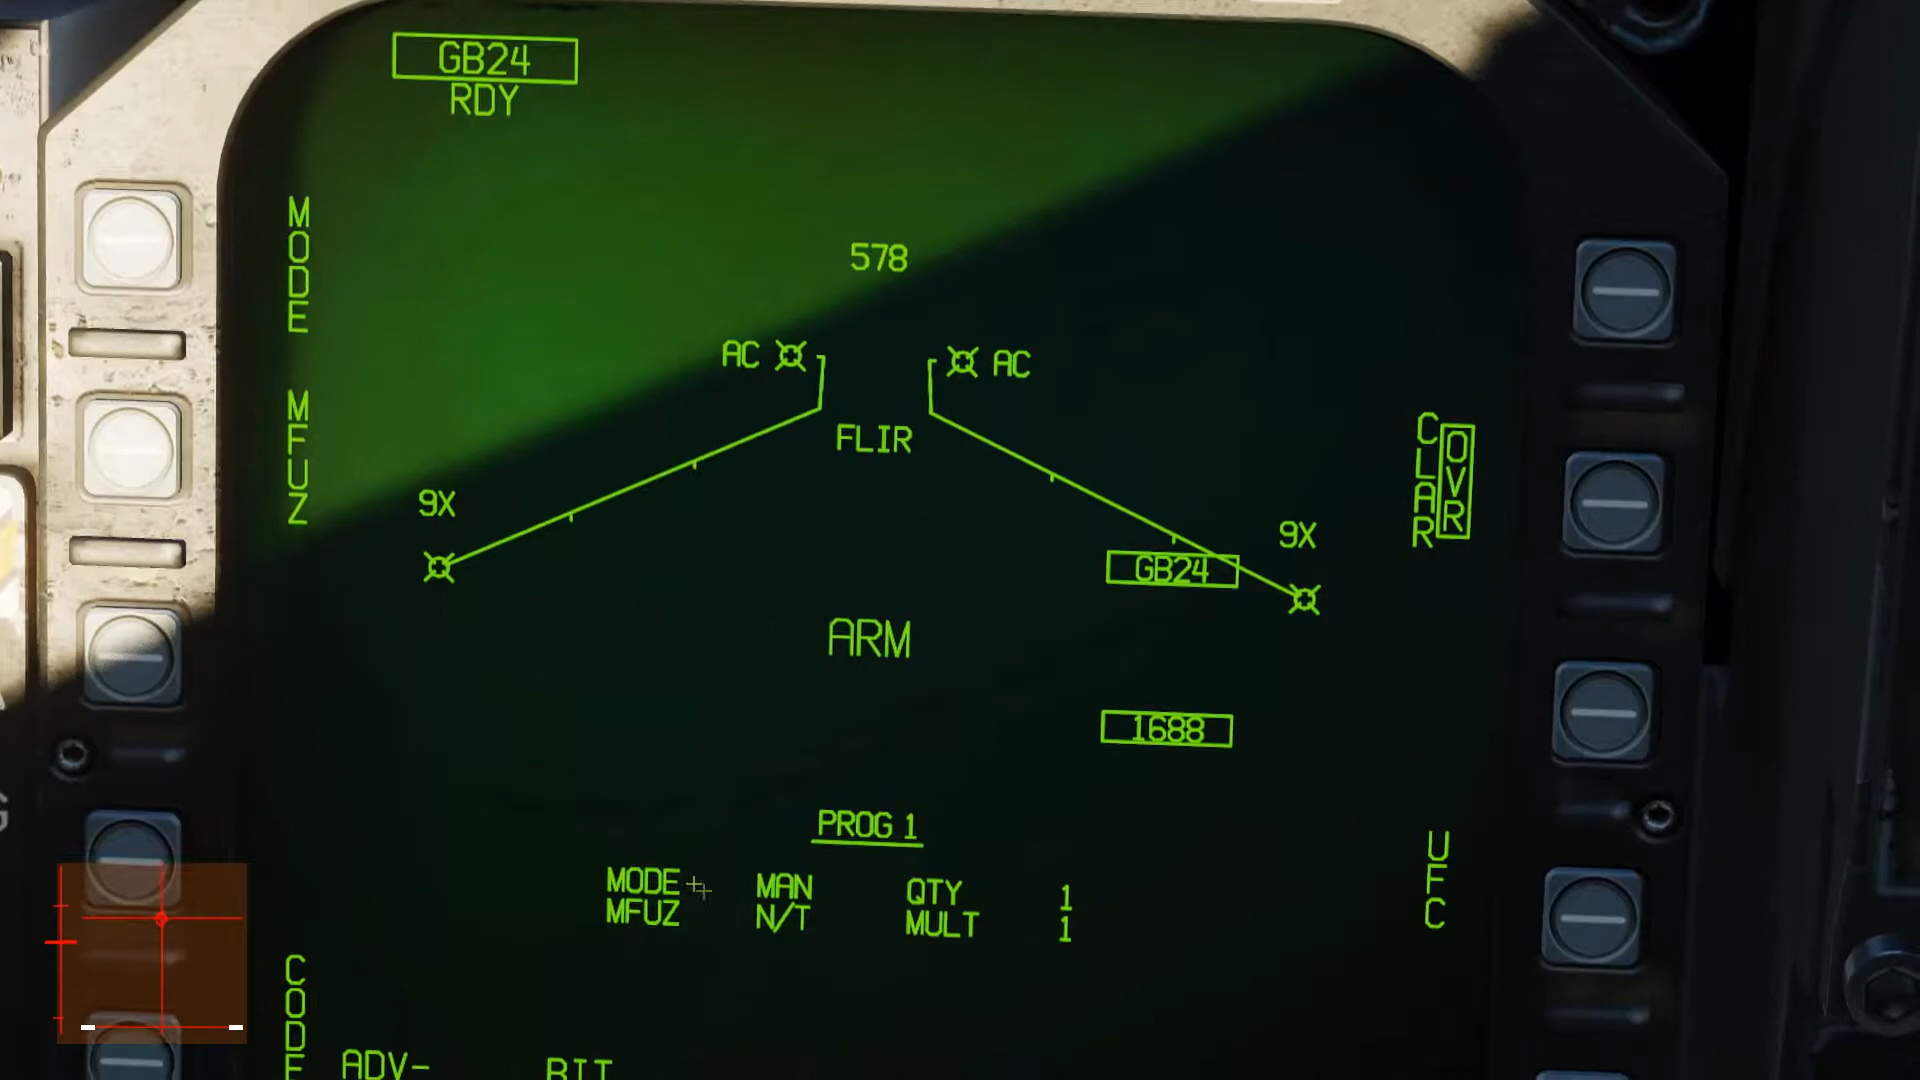 GB24
RDY
MODE
578
AC AC
MFUZ
FLIR
CLAR OVR
9X
9X
GB24
ARM
1688
PROG 1
MODE MAN QTY 1
MFUZ N/T MULT 1
UFC
CODE
ADV- BIT